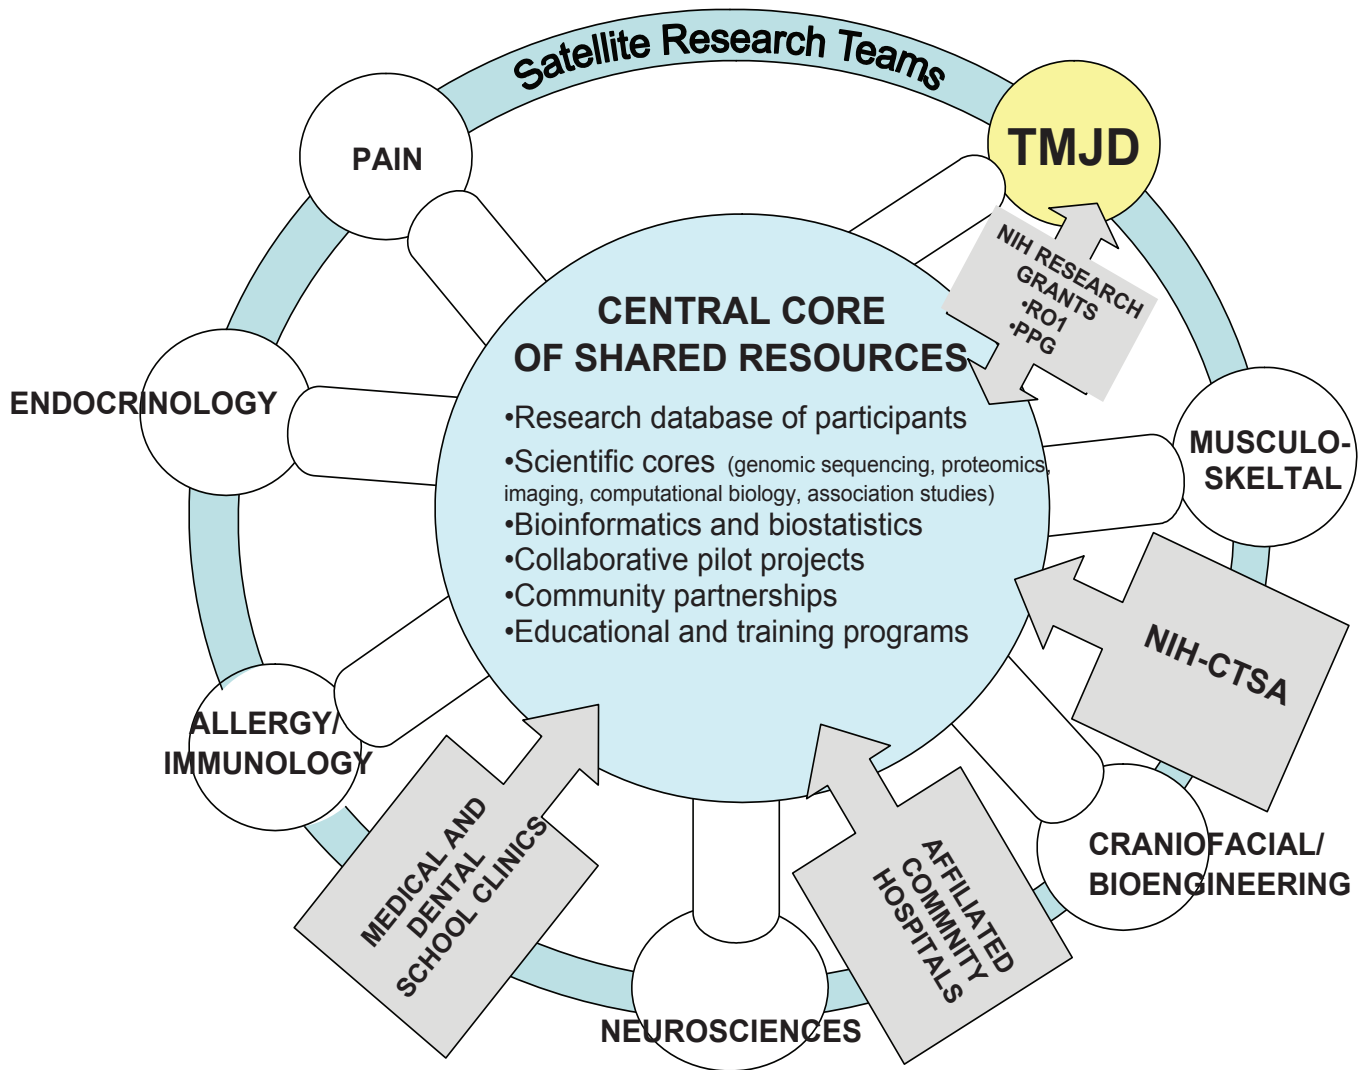 Satellite Research Teams
PAIN
TMJD
NIH RESEARCH
GRANTS
•RO1
•PPG
CENTRAL CORE
OF SHARED RESOURCES
•Research database of participants
•Scientific cores (genomic sequencing, proteomics,
imaging, computational biology, association studies)
•Bioinformatics and biostatistics
•Collaborative pilot projects
•Community partnerships
•Educational and training programs
ENDOCRINOLOGY
MUSCULO-
SKELTAL
NIH-CTSA
ALLERGY/
IMMUNOLOGY
MEDICAL AND
DENTAL
SCHOOL CLINICS
AFFILIATED
COMMNITY
HOSPITALS
CRANIOFACIAL/
BIOENGINEERING
NEUROSCIENCES